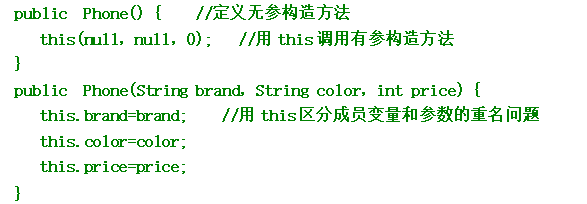 public Phone() { //定义无参构造方法
this(null, null, 0); //用this调用有参构造方法
}
public Phone(String brand, String color, int price) {
this.brand=brand; //用this区分成员变量和参数的重名问题
this.color=color;
this.price=price;
}